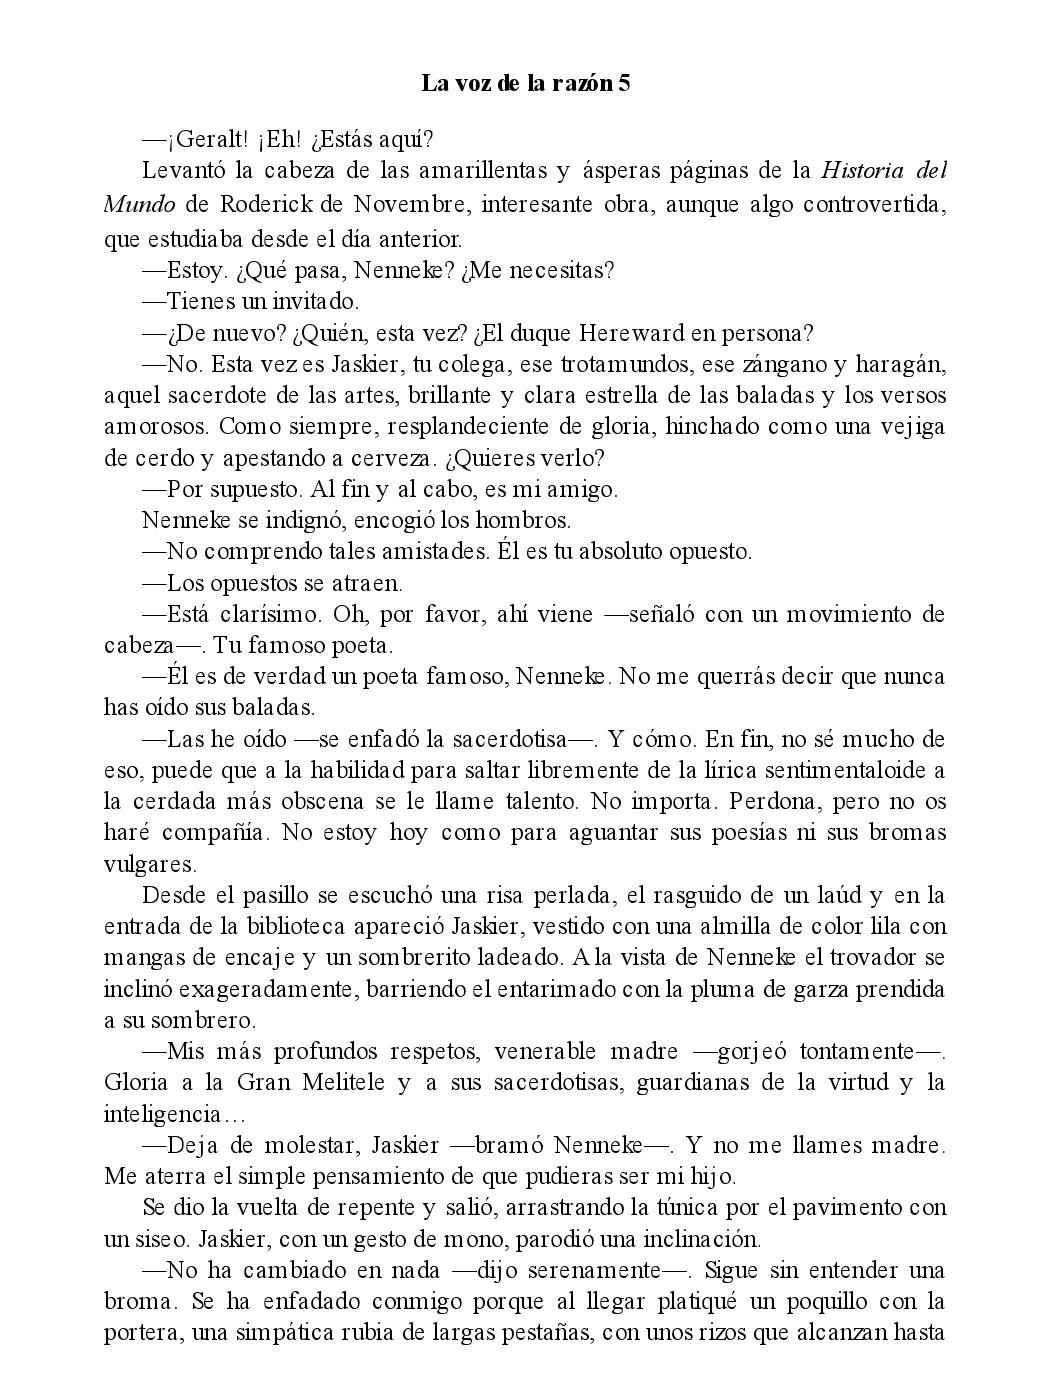 La voz de la razón 5
—¡Geralt! ¡Eh! ¿Estás aquí?
Levantó la cabeza de las amarillentas y ásperas páginas de la Historia del
Mundo de Roderick de Novembre, interesante obra, aunque algo controvertida,
que estudiaba desde el día anterior.
—Estoy. ¿Qué pasa, Nenneke? ¿Me necesitas?
—Tienes un invitado.
—¿De nuevo? ¿Quién, esta vez? ¿El duque Hereward en persona?
—No. Esta vez es Jaskier, tu colega, ese trotamundos, ese zángano y haragán,
aquel sacerdote de las artes, brillante y clara estrella de las baladas y los versos
amorosos. Como siempre, resplandeciente de gloria, hinchado como una vejiga
de cerdo y apestando a cerveza. ¿Quieres verlo?
—Por supuesto. Al fin y al cabo, es mi amigo.
Nenneke se indignó, encogió los hombros.
—No comprendo tales amistades. Él es tu absoluto opuesto.
—Los opuestos se atraen.
—Está clarísimo. Oh, por favor, ahí viene —señaló con un movimiento de
cabeza—. Tu famoso poeta.
—Él es de verdad un poeta famoso, Nenneke. No me querrás decir que nunca
has oído sus baladas.
—Las he oído —se enfadó la sacerdotisa—. Y cómo. En fin, no sé mucho de
eso, puede que a la habilidad para saltar libremente de la lírica sentimentaloide a
la cerdada más obscena se le llame talento. No importa. Perdona, pero no os
haré compañía. No estoy hoy como para aguantar sus poesías ni sus bromas
vulgares.
Desde el pasillo se escuchó una risa perlada, el rasguido de un laúd y en la
entrada de la biblioteca apareció Jaskier, vestido con una almilla de color lila con
mangas de encaje y un sombrerito ladeado. A la vista de Nenneke el trovador se
inclinó exageradamente, barriendo el entarimado con la pluma de garza prendida
a su sombrero.
—Mis más profundos respetos, venerable madre —gorjeó tontamente—.
Gloria a la Gran Melitele y a sus sacerdotisas, guardianas de la virtud y la
inteligencia…
—Deja de molestar, Jaskier —bramó Nenneke—. Y no me llames madre.
Me aterra el simple pensamiento de que pudieras ser mi hijo.
Se dio la vuelta de repente y salió, arrastrando la túnica por el pavimento con
un siseo. Jaskier, con un gesto de mono, parodió una inclinación.
—No ha cambiado en nada —dijo serenamente—. Sigue sin entender una
broma. Se ha enfadado conmigo porque al llegar platiqué un poquillo con la
portera, una simpática rubia de largas pestañas, con unos rizos que alcanzan hasta